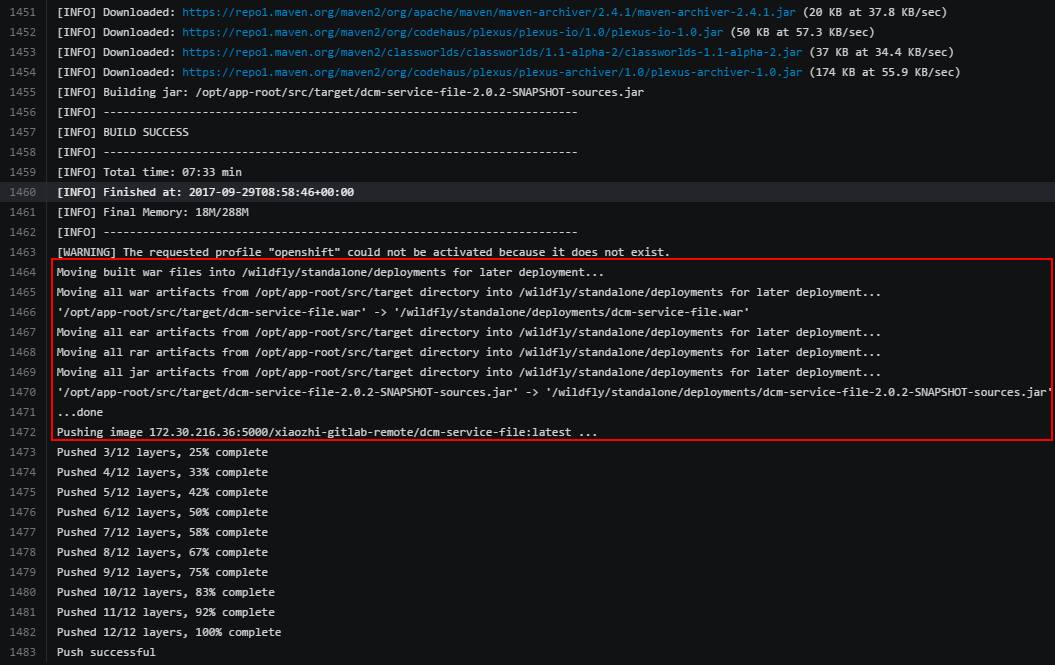 1451 [INFO] Downloaded: https://repo1.maven.org/maven2/org/apache/maven/maven-archiver/2.4.1/maven-archiver-2.4.1.jar (20 KB at 37.8 KB/sec)
1452 [INFO] Downloaded: https://repo1.maven.org/maven2/org/codehaus/plexus/plexus-io/1.0/plexus-io-1.0.jar (50 KB at 57.3 KB/sec)
1453 [INFO] Downloaded: https://repo1.maven.org/maven2/classworlds/classworlds/1.1-alpha-2/classworlds-1.1-alpha-2.jar (37 KB at 34.4 KB/sec)
1454 [INFO] Downloaded: https://repo1.maven.org/maven2/org/codehaus/plexus/plexus-archiver/1.0/plexus-archiver-1.0.jar (174 KB at 55.9 KB/sec)
1455 [INFO] Building jar: /opt/app-root/src/target/dcm-service-file-2.0.2-SNAPSHOT-sources.jar
1456 [INFO] ------------------------------------------------------------------------
1457 [INFO] BUILD SUCCESS
1458 [INFO] ------------------------------------------------------------------------
1459 [INFO] Total time: 07:33 min
1460 [INFO] Finished at: 2017-09-29T08:58:46+00:00
1461 [INFO] Final Memory: 18M/288M
1462 [INFO] ------------------------------------------------------------------------
1463 [WARNING] The requested profile "openshift" could not be activated because it does not exist.
1464 Moving built war files into /wildfly/standalone/deployments for later deployment...
1465 Moving all war artifacts from /opt/app-root/src/target directory into /wildfly/standalone/deployments for later deployment...
1466 '/opt/app-root/src/target/dcm-service-file.war' -> '/wildfly/standalone/deployments/dcm-service-file.war'
1467 Moving all ear artifacts from /opt/app-root/src/target directory into /wildfly/standalone/deployments for later deployment...
1468 Moving all rar artifacts from /opt/app-root/src/target directory into /wildfly/standalone/deployments for later deployment...
1469 Moving all jar artifacts from /opt/app-root/src/target directory into /wildfly/standalone/deployments for later deployment...
1470 '/opt/app-root/src/target/dcm-service-file-2.0.2-SNAPSHOT-sources.jar' -> '/wildfly/standalone/deployments/dcm-service-file-2.0.2-SNAPSHOT-sources.jar'
1471 ...done
1472 Pushing image 172.30.216.36:5000/xiaozhi-gitlab-remote/dcm-service-file:latest ...
1473 Pushed 3/12 layers, 25% complete
1474 Pushed 4/12 layers, 33% complete
1475 Pushed 5/12 layers, 42% complete
1476 Pushed 6/12 layers, 50% complete
1477 Pushed 7/12 layers, 58% complete
1478 Pushed 8/12 layers, 67% complete
1479 Pushed 9/12 layers, 75% complete
1480 Pushed 10/12 layers, 83% complete
1481 Pushed 11/12 layers, 92% complete
1482 Pushed 12/12 layers, 100% complete
1483 Push successful